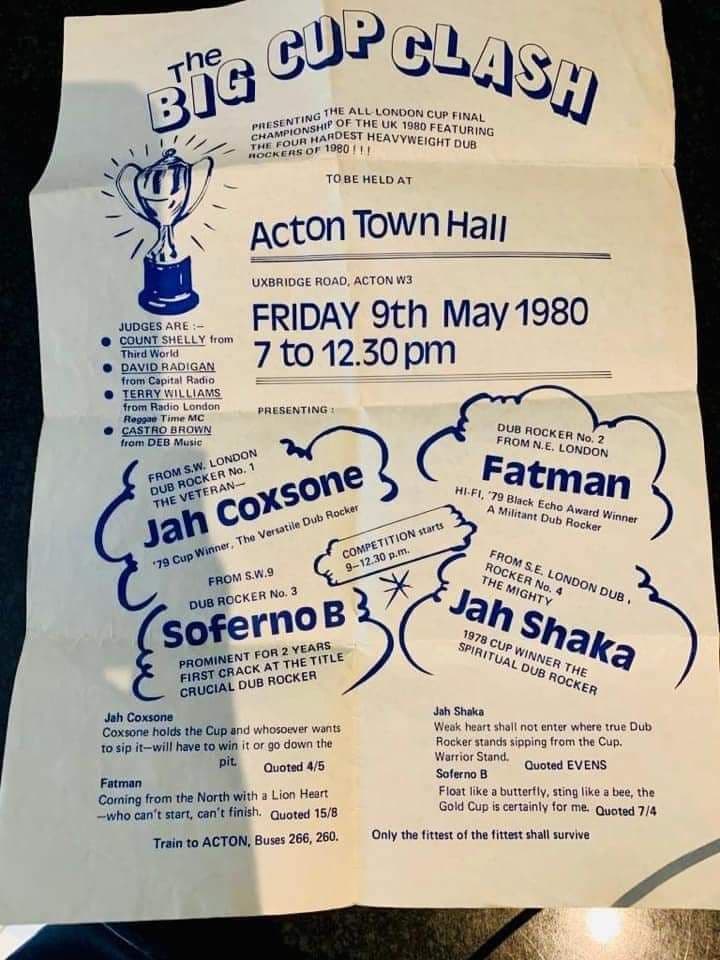 The
BIG CUP CLASH
PRESENTING THE ALL-LONDON CUP FINAL
CHAMPIONSHIP OF THE UK 1980 FEATURING
THE FOUR HARDEST HEAVYWEIGHT DUB
ROCKERS OF 1980 ! ! !
TO BE HELD AT
Acton Town Hall
UXBRIDGE ROAD, ACTON W3
FRIDAY 9th May 1980
7 to 12.30 pm
JUDGES ARE :—
● COUNT SHELLY from
Third World
● DAVID RADIGAN
from Capital Radio
● TERRY WILLIAMS
from Radio London
Reggae Time MC
● CASTRO BROWN
from DEB Music
PRESENTING :
FROM S.W. LONDON
DUB ROCKER No. 1
THE VETERAN—
Jah Coxsone
'79 Cup Winner, The Versatile Dub Rocker
DUB ROCKER No. 2
FROM N.E. LONDON
Fatman
HI-FI, '79 Black Echo Award Winner
A Militant Dub Rocker
COMPETITION starts
9–12.30 p.m.
FROM S.W.9
DUB ROCKER No. 3
Soferno B
PROMINENT FOR 2 YEARS
FIRST CRACK AT THE TITLE
CRUCIAL DUB ROCKER
FROM S.E. LONDON DUB,
ROCKER No. 4
THE MIGHTY
Jah Shaka
1978 CUP WINNER THE
SPIRITUAL DUB ROCKER
Jah Coxsone
Coxsone holds the Cup and whosoever wants
to sip it—will have to win it or go down the
pit.
Quoted 4/5
Fatman
Coming from the North with a Lion Heart
—who can't start, can't finish. Quoted 15/8
Train to ACTON, Buses 266, 260.
Jah Shaka
Weak heart shall not enter where true Dub
Rocker stands sipping from the Cup.
Warrior Stand.
Quoted EVENS
Soferno B
Float like a butterfly, sting like a bee, the
Gold Cup is certainly for me. Quoted 7/4
Only the fittest of the fittest shall survive